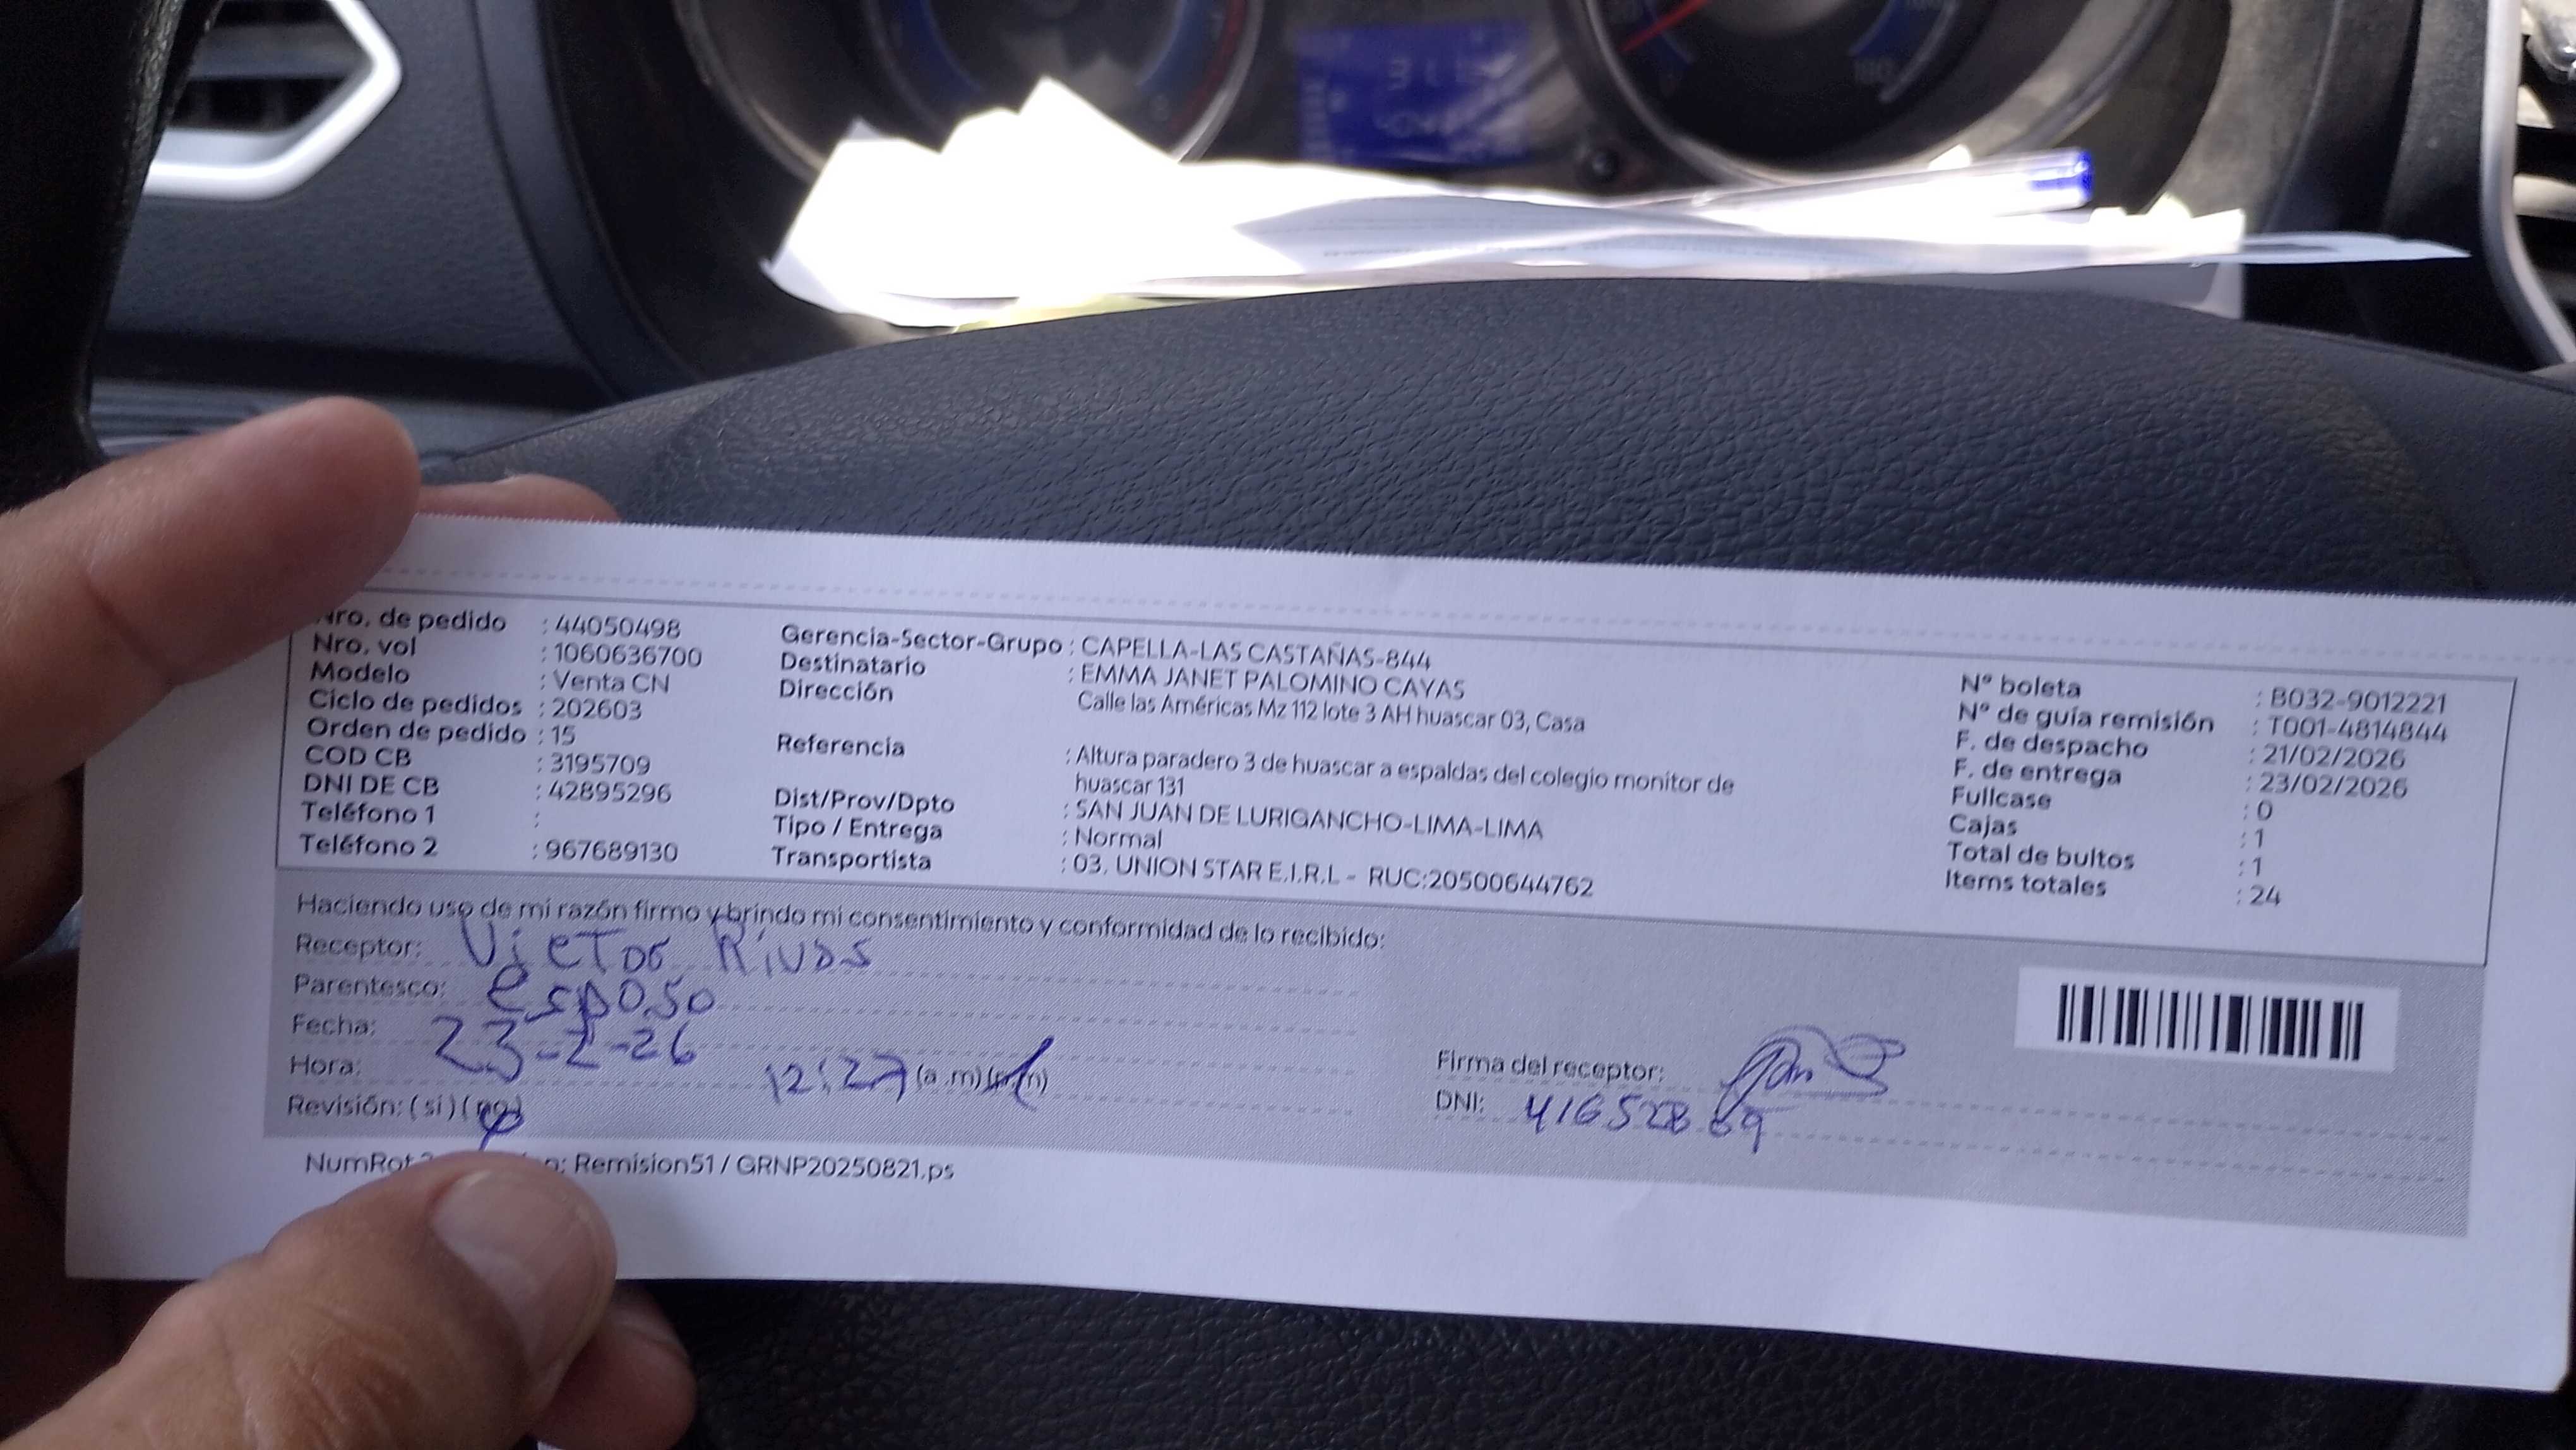 Nro. de pedido : 44050498
Nro. vol : 1060636700
Modelo : Venta CN
Ciclo de pedidos : 202603
Orden de pedido : 15
COD CB : 3195709
DNI DE CB : 42895296
Teléfono 1 :
Teléfono 2 : 967689130
Gerencia-Sector-Grupo : CAPELLA-LAS CASTAÑAS-844
Destinatario : EMMA JANET PALOMINO CAYAS
Dirección Calle las Américas Mz 112 lote 3 AH huascar 03, Casa
Referencia : Altura paradero 3 de huascar a espaldas del colegio monitor de
huascar 131
Dist/Prov/Dpto : SAN JUAN DE LURIGANCHO-LIMA-LIMA
Tipo / Entrega : Normal
Transportista : 03. UNION STAR E.I.R.L - RUC:20500644762
N° boleta : B032-9012221
N° de guía remisión : T001-4814844
F. de despacho : 21/02/2026
F. de entrega : 23/02/2026
Fullcase : 0
Cajas : 1
Total de bultos : 1
Items totales : 24
Haciendo uso de mi razón firmo y brindo mi consentimiento y conformidad de lo recibido:
Receptor: Victor Rivas
Parentesco: esposo
Fecha: 23-2-26
Hora: 12:27 (a.m) (p.m)
Revisión: (si) (no)
Firma del receptor:
DNI: 41652869
NumRot Remision51 / GRNP20250821.ps